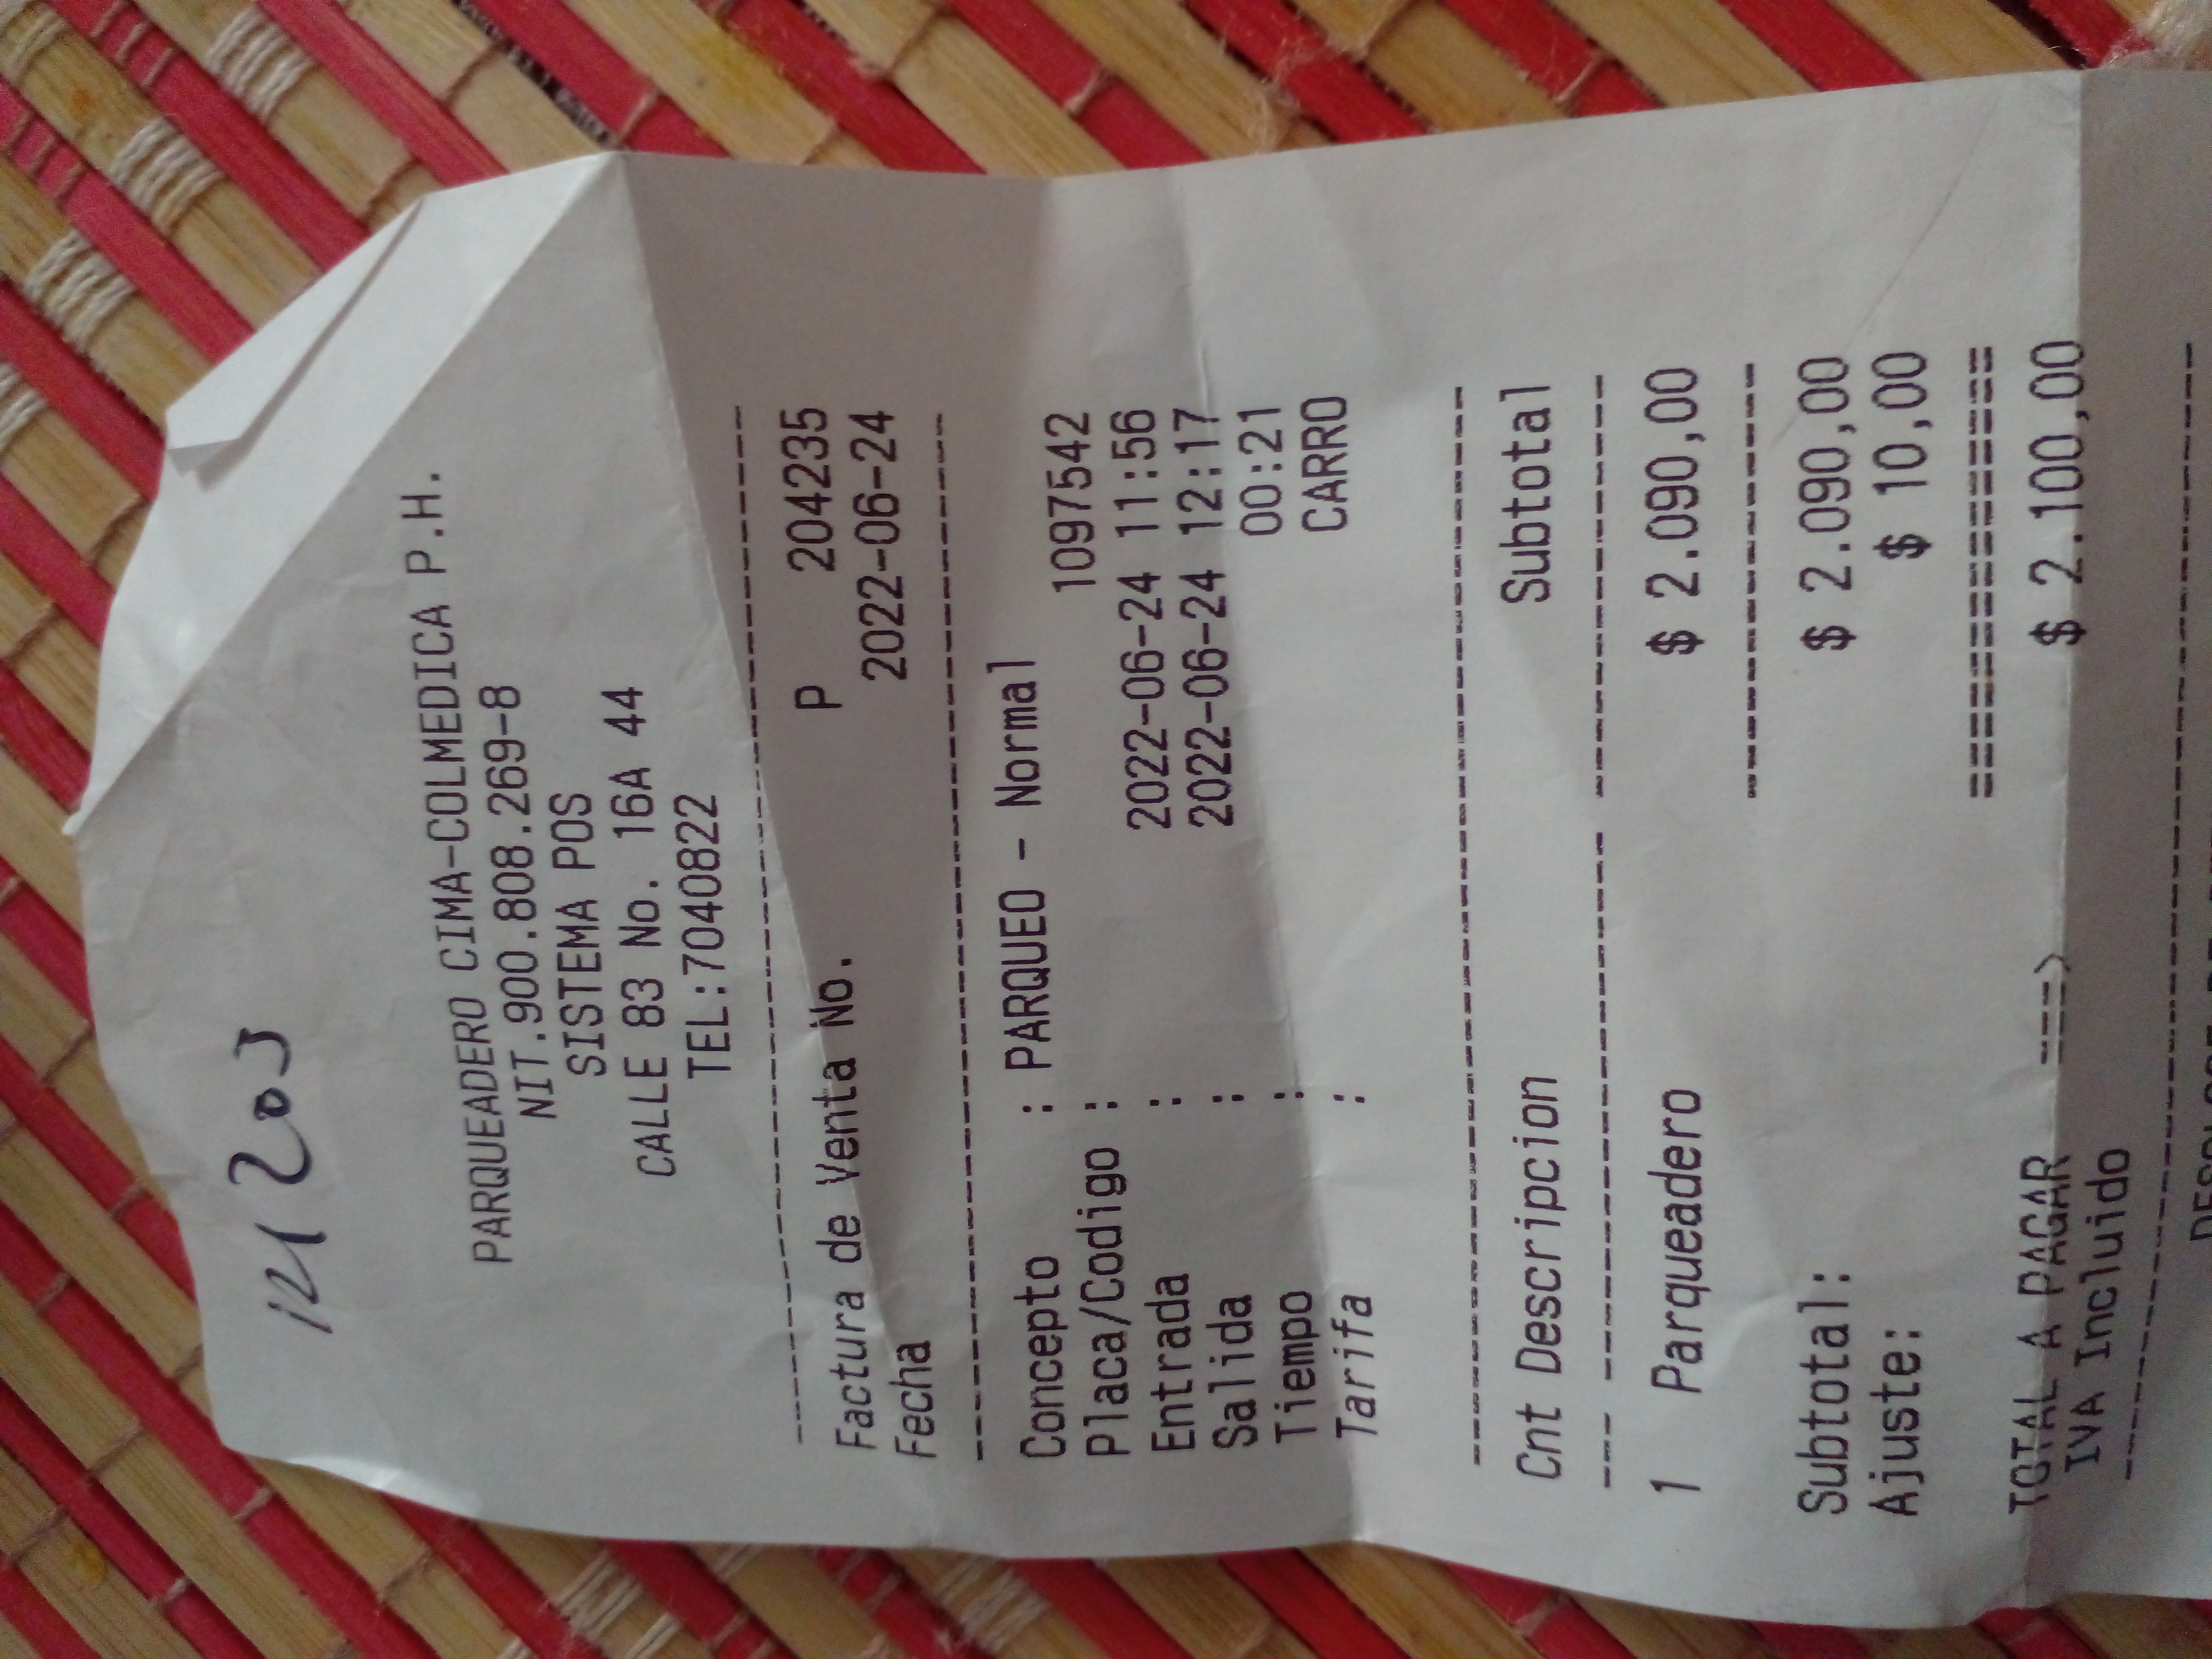 PARQUEADERO CIMA-COLMEDICA P.H.
NIT.900.808.269-8
SISTEMA POS
CALLE 83 No. 16A 44
TEL:7040822
--------------------------------
Factura de Venta No. P 204235
Fecha 2022-06-24
--------------------------------
Concepto : PARQUEO - Normal
Placa/Codigo : 1097542
Entrada : 2022-06-24 11:56
Salida : 2022-06-24 12:17
Tiempo : 00:21
Tarifa : CARRO
--------------------------------
Cnt Descripcion Subtotal
--- ---------------- -------------
1 Parqueadero $ 2.090,00
-------------
Subtotal: $ 2.090,00
Ajuste: $ 10,00
=============
TOTAL A PAGAR ===> $ 2.100,00
IVA Incluido
--------------------------------